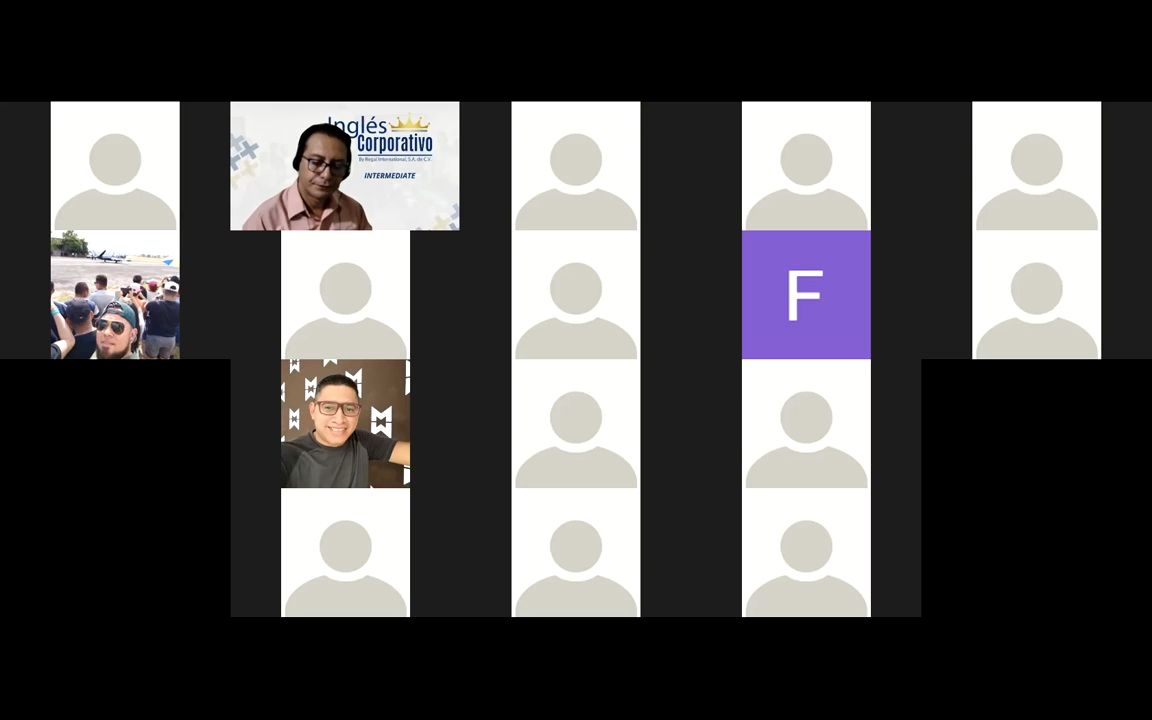 Inglés
Corporativo
By Regal International, S.A. de C.V.
INTERMEDIATE
F